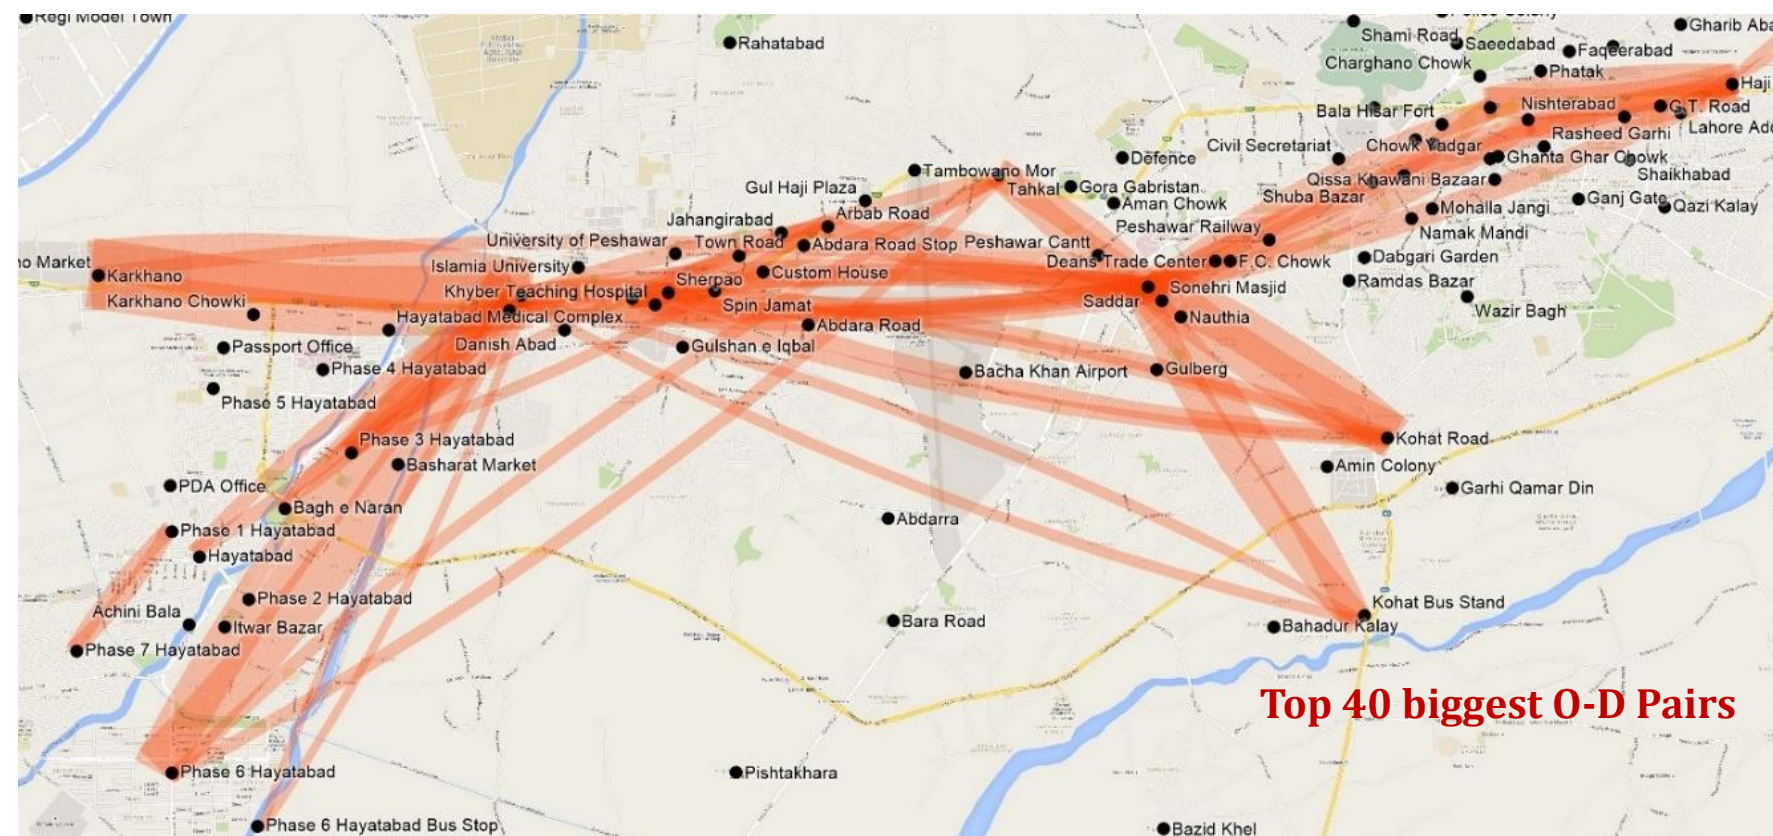 Regi Model Town
Rahatabad
Shami Road
Saeedabad
Faqeerabad
Charghano Chowk
Phatak
Haji
Bala Hisar Fort
Nishterabad
G.T. Road
Rasheed Garhi
Civil Secretariat
Chowk Yadgar
Ghanta Ghar Chowk
Defence
Tambowano Mor
Shaikhabad
Qissa Khawani Bazaar
Gul Haji Plaza
Tahkal
Gora Gabristan
Shuba Bazar
Aman Chowk
Mohalla Jangi
Ganj Gate
Qazi Kalay
Jahangirabad
Arbab Road
Peshawar Railway
Namak Mandi
University of Peshawar
Town Road
Abdara Road Stop
Peshawar Cantt
Dabgari Garden
Market
Karkhano
Islamia University
Custom House
Deans Trade Center
F.C. Chowk
Sherpao
Ramdas Bazar
Khyber Teaching Hospital
Sonehri Masjid
Karkhano Chowki
Spin Jamat
Saddar
Wazir Bagh
Hayatabad Medical Complex
Abdara Road
Nauthia
Passport Office
Danish Abad
Gulshan e Iqbal
Phase 4 Hayatabad
Bacha Khan Airport
Gulberg
Phase 5 Hayatabad
Phase 3 Hayatabad
Kohat Road
Basharat Market
Amin Colony
PDA Office
Garhi Qamar Din
Bagh e Naran
Abdarra
Phase 1 Hayatabad
Hayatabad
Phase 2 Hayatabad
Kohat Bus Stand
Achini Bala
Itwar Bazar
Bara Road
Bahadur Kalay
Phase 7 Hayatabad
Top 40 biggest O-D Pairs
Phase 6 Hayatabad
Pishtakhara
Phase 6 Hayatabad Bus Stop
Bazid Khel